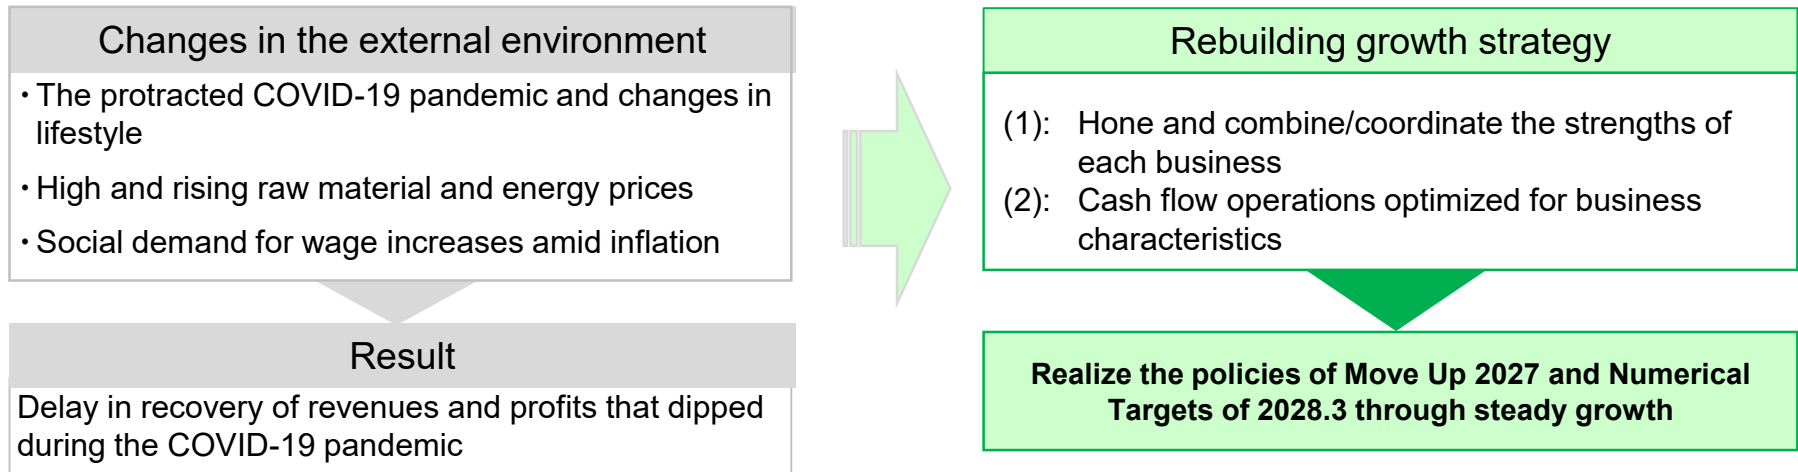 Changes in the external environment
・The protracted COVID-19 pandemic and changes in
lifestyle
・High and rising raw material and energy prices
・Social demand for wage increases amid inflation
Result
Delay in recovery of revenues and profits that dipped
during the COVID-19 pandemic
Rebuilding growth strategy
(1): Hone and combine/coordinate the strengths of
each business
(2): Cash flow operations optimized for business
characteristics
Realize the policies of Move Up 2027 and Numerical
Targets of 2028.3 through steady growth